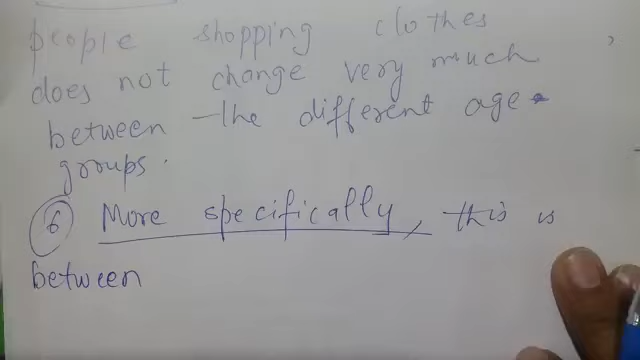 people shopping clothes
does not change very much
between the different age
groups.
6 More specifically, this is
between